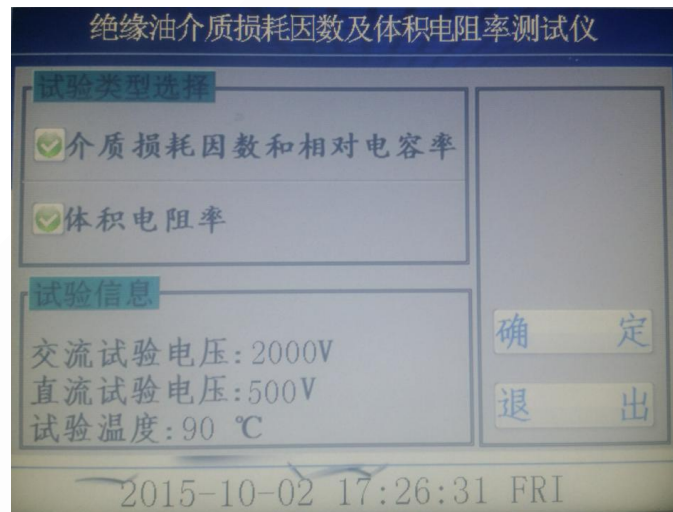 绝缘油介质损耗因数及体积电阻率测试仪
试验类型选择
介质损耗因数和相对电容率
体积电阻率
试验信息
交流试验电压:2000V
直流试验电压:500V
试验温度:90 ℃
确 定
退 出
2015-10-02 17:26:31 FRI